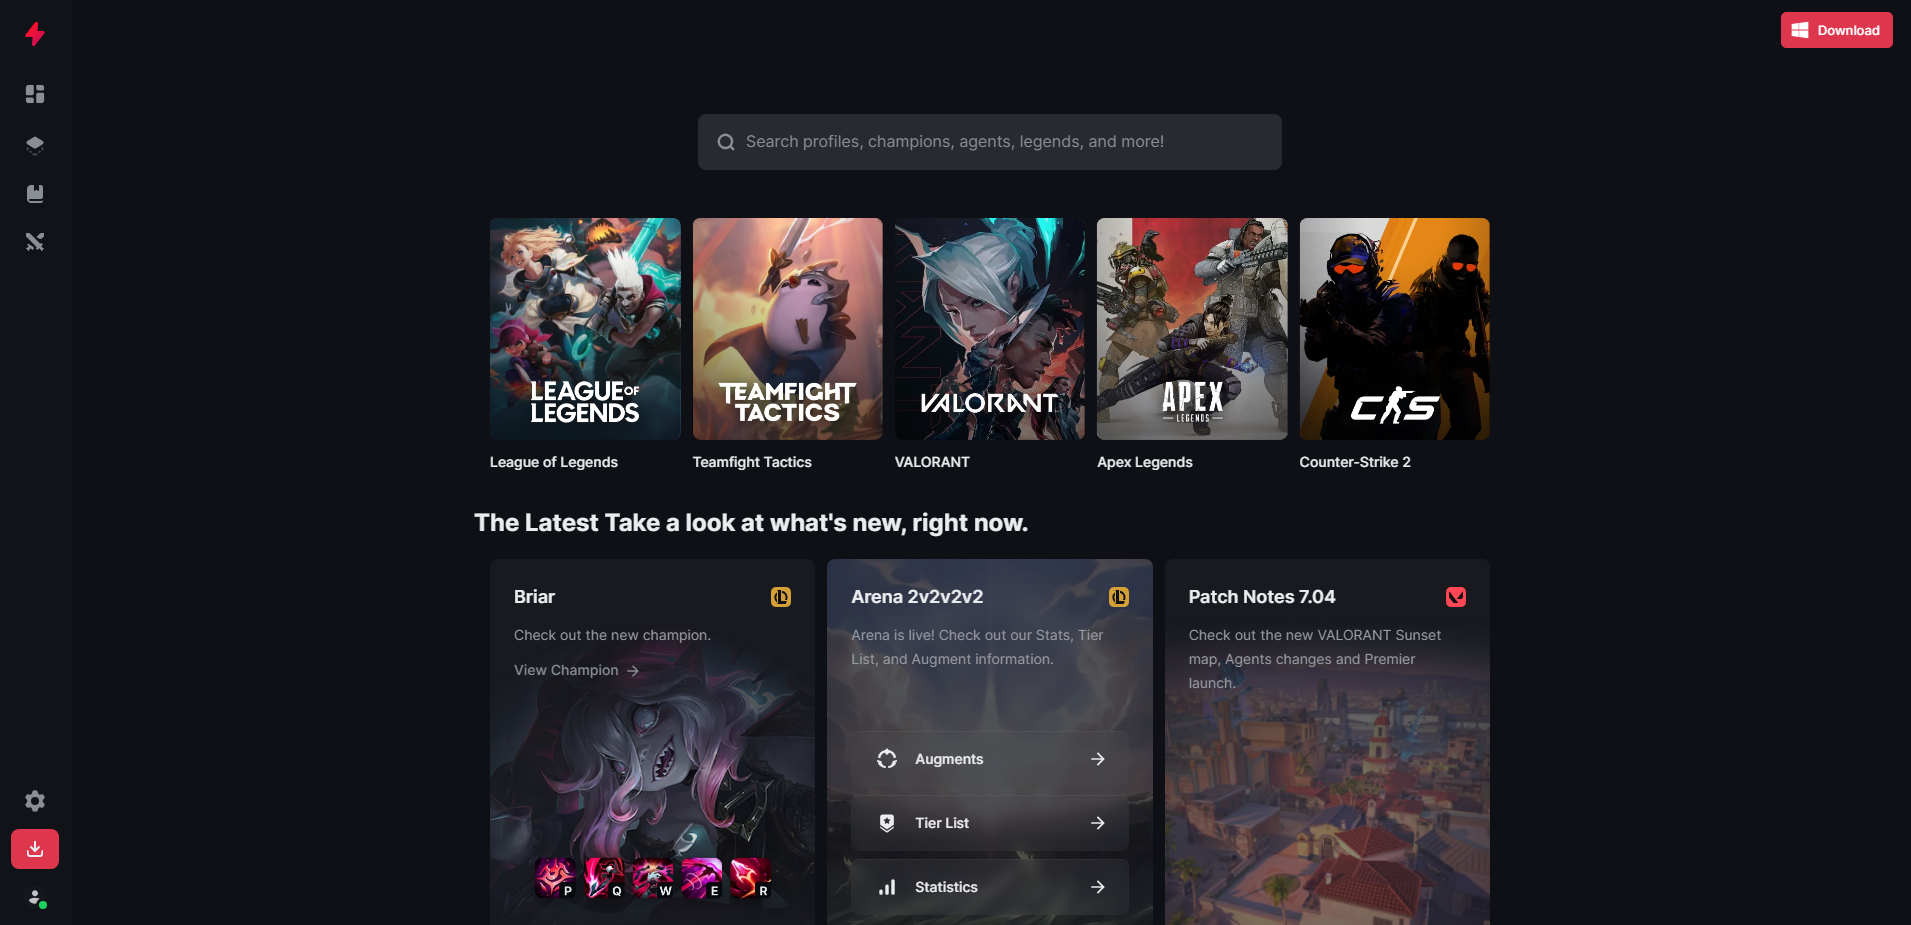 Download
Search profiles, champions, agents, legends, and more!
LEAGUE OF
LEGENDS
TEAMFIGHT
TACTICS
VALORANT
APEX
LEGENDS
CS
League of Legends
Teamfight Tactics
VALORANT
Apex Legends
Counter-Strike 2
The Latest Take a look at what's new, right now.
Briar
Check out the new champion.
View Champion
P
Q
W
E
R
Arena 2v2v2v2
Arena is live! Check out our Stats, Tier
List, and Augment information.
Augments
Tier List
Statistics
Patch Notes 7.04
Check out the new VALORANT Sunset
map, Agents changes and Premier
launch.